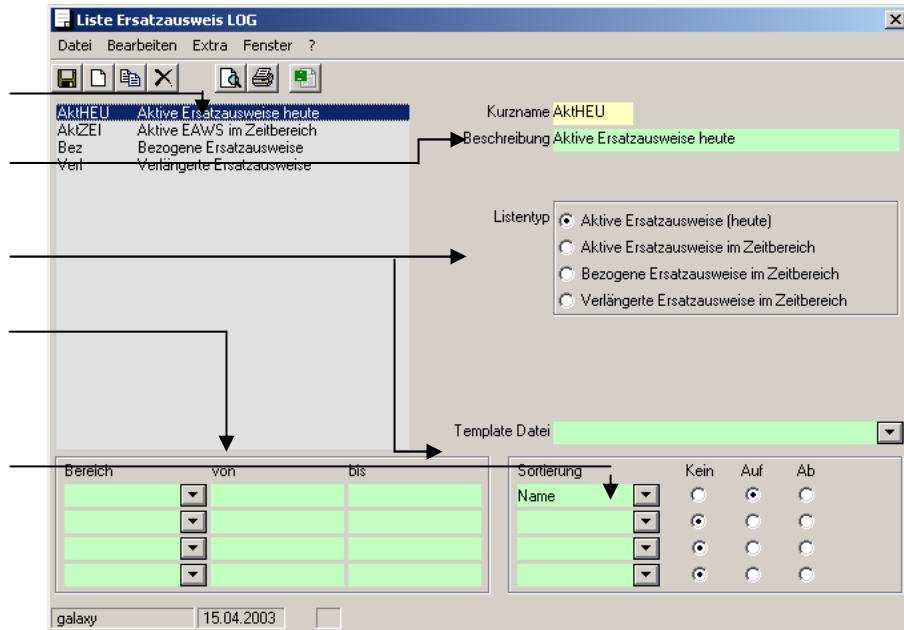 Liste Ersatzausweis LOG
Datei Bearbeiten Extra Fenster ?
AktHEU Aktive Ersatzausweise heute
AktZEI Aktive EAWS im Zeitbereich
Bez Bezogene Ersatzausweise
Verl Verlängerte Ersatzausweise
Kurzname AktHEU
Beschreibung Aktive Ersatzausweise heute
Listentyp Aktive Ersatzausweise (heute)
Aktive Ersatzausweise im Zeitbereich
Bezogene Ersatzausweise im Zeitbereich
Verlängerte Ersatzausweise im Zeitbereich
Template Datei
Bereich von bis
Sortierung Kein Auf Ab
Name
galaxy 15.04.2003